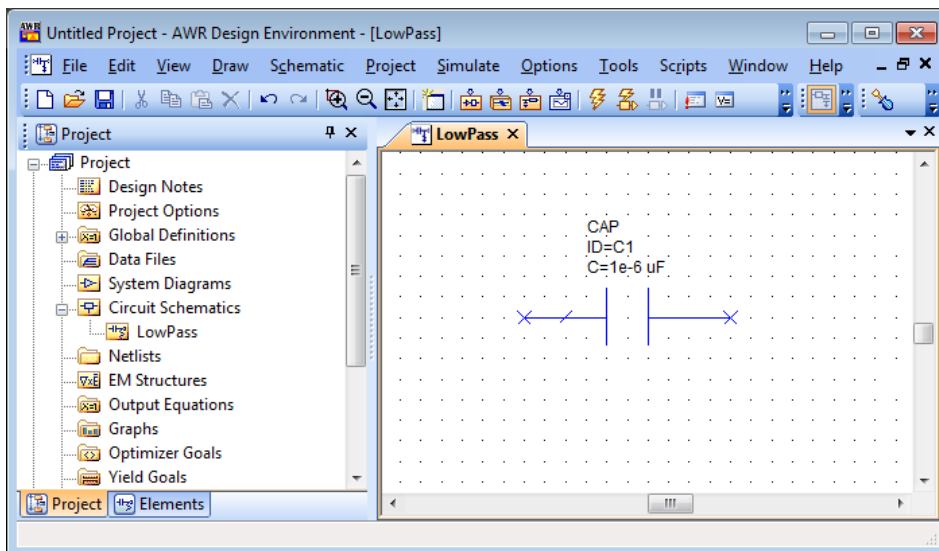 AWR
Untitled Project - AWR Design Environment - [LowPass]
File Edit View Draw Schematic Project Simulate Options Tools Scripts Window Help
Project
LowPass
Project
Design Notes
Project Options
Global Definitions
Data Files
System Diagrams
Circuit Schematics
LowPass
Netlists
EM Structures
Output Equations
Graphs
Optimizer Goals
Yield Goals
CAP
ID=C1
C=1e-6 uF
Project Elements